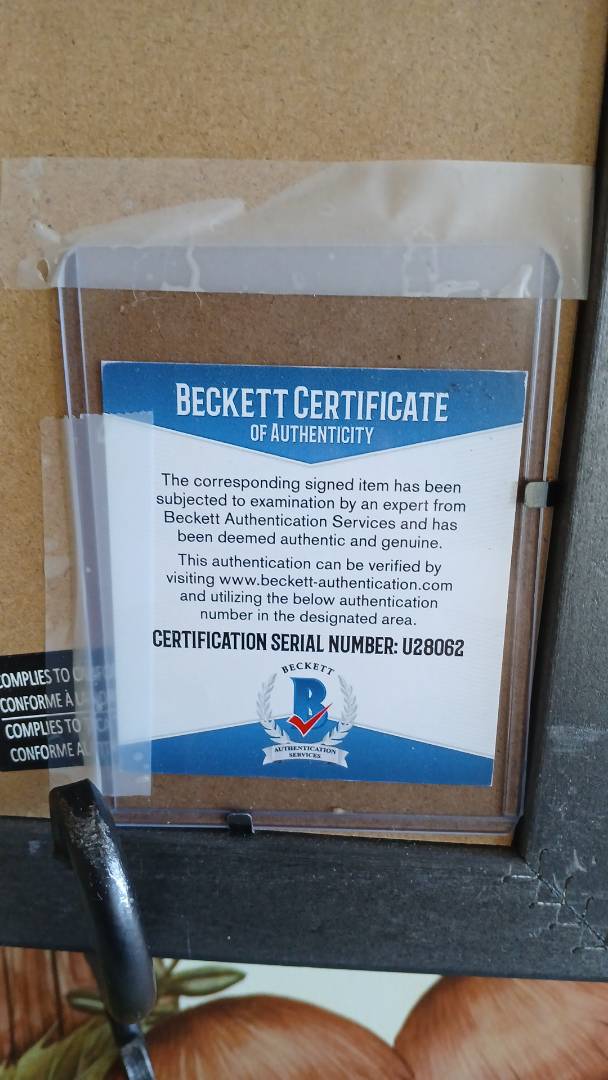 BECKETT CERTIFICATE
OF AUTHENTICITY
The corresponding signed item has been
subjected to examination by an expert from
Beckett Authentication Services and has
been deemed authentic and genuine.
This authentication can be verified by
visiting www.beckett-authentication.com
and utilizing the below authentication
number in the designated area.
CERTIFICATION SERIAL NUMBER: U28062
BECKETT
B
AUTHENTICATION
SERVICES
COMPLIES TO
CONFORME À
COMPLIES TO
CONFORME